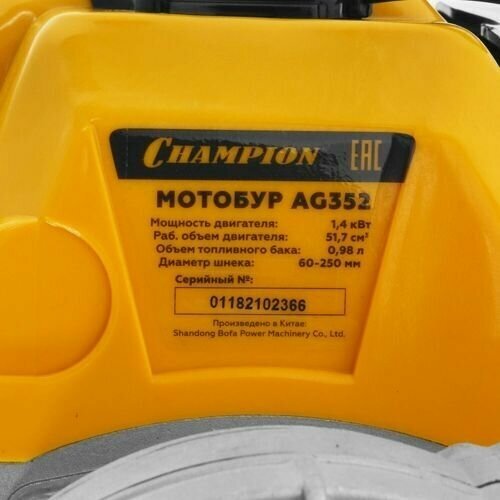 CHAMPION
EAC
МОТОБУР AG352
Мощность двигателя: 1,4 кВт
Раб. объем двигателя: 51,7 см³
Объем топливного бака: 0,98 л
Диаметр шнека: 60-250 мм
Серийный №:
01182102366
Произведено в Китае:
Shandong Bofa Power Machinery Co., Ltd.